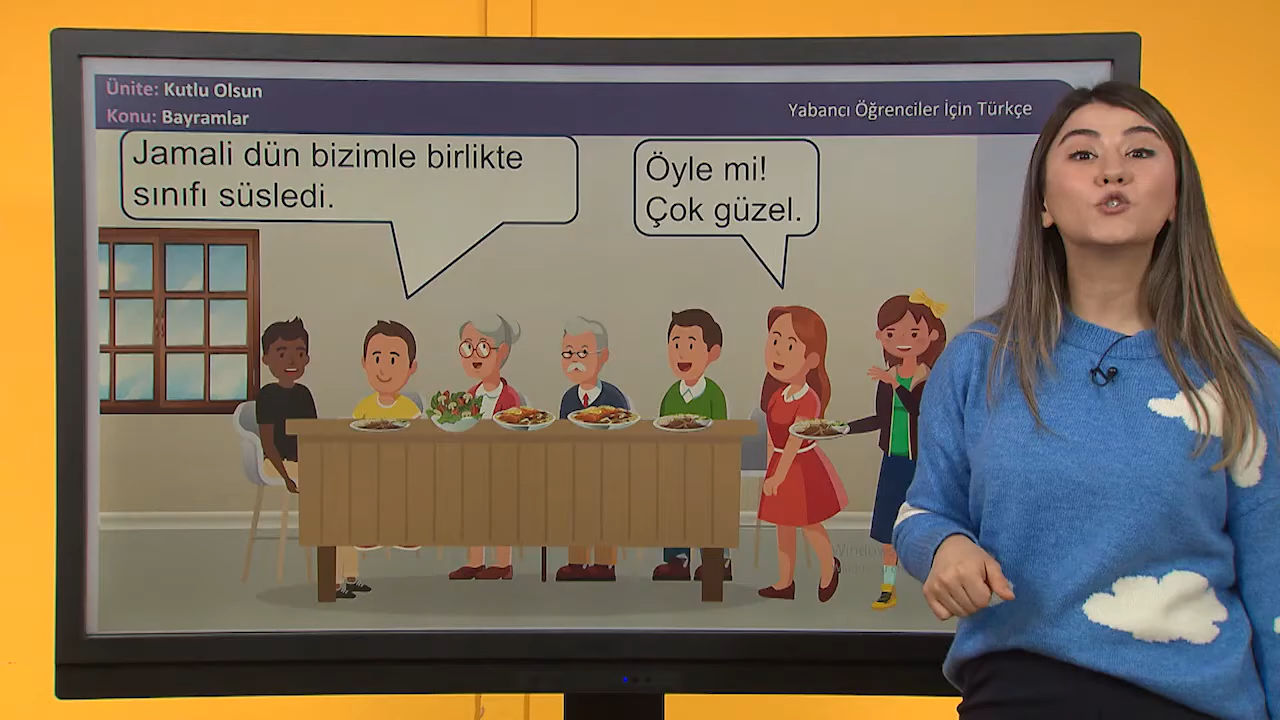 Ünite: Kutlu Olsun
Konu: Bayramlar
Yabancı Öğrenciler İçin Türkçe
Jamali dün bizimle birlikte
sınıfı süsledi.
Öyle mi!
Çok güzel.
Windows